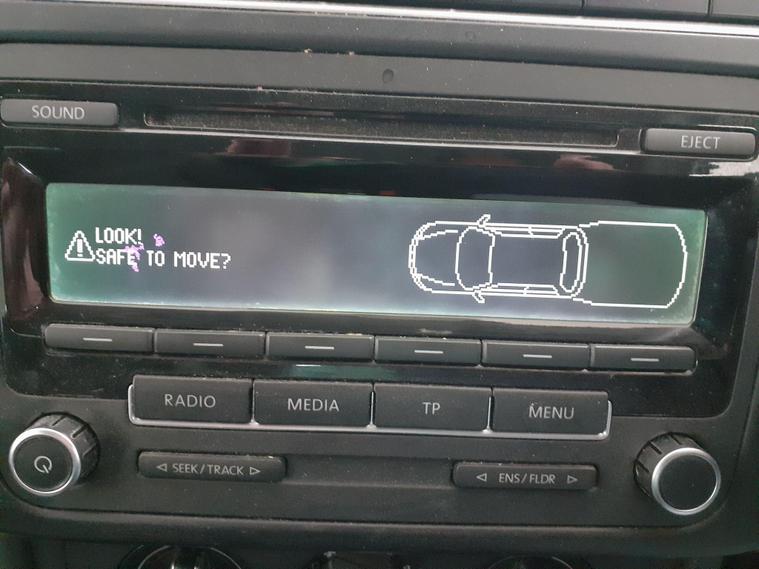 SOUND
EJECT
LOOK!
SAFE TO MOVE?
RADIO
MEDIA
TP
MENU
◁ SEEK / TRACK ▷
◁ ENS / FLDR ▷